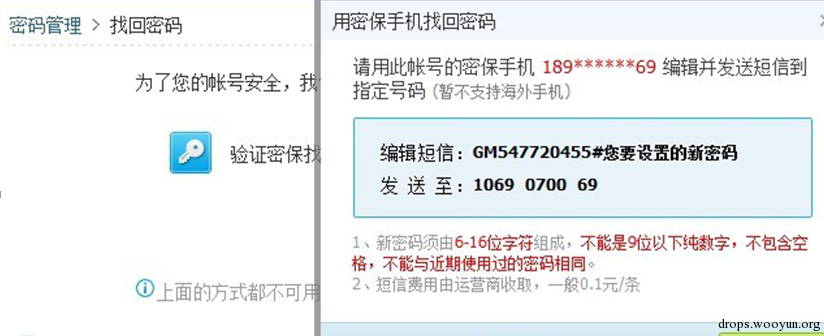 密码管理 > 找回密码
为了您的帐号安全，我
验证密保找
上面的方式都不可用
用密保手机找回密码
请用此帐号的密保手机 189******69 编辑并发送短信到
指定号码 (暂不支持海外手机)
编辑短信：GM547720455#您要设置的新密码
发 送 至：1069 0700 69
1、新密码须由6-16位字符组成，不能是9位以下纯数字，不包含空
格，不能与近期使用过的密码相同。
2、短信费用由运营商收取，一般0.1元/条
drops.wooyun.org